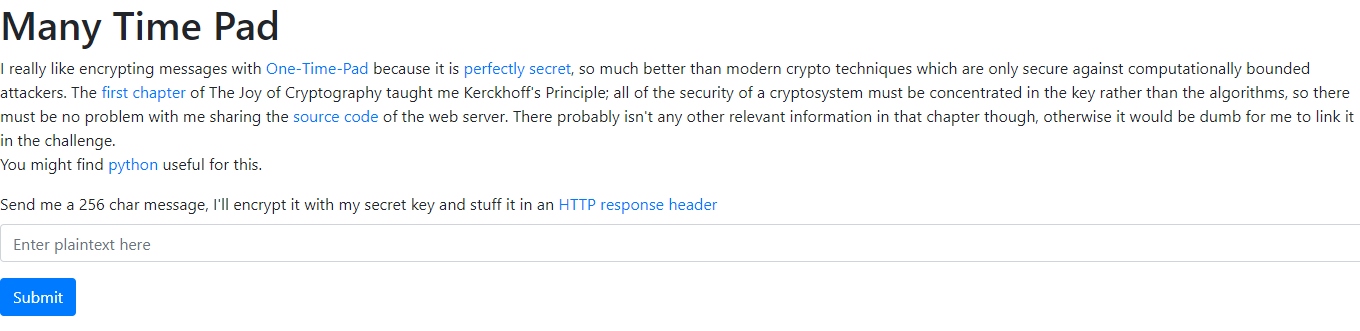 Many Time Pad
I really like encrypting messages with One-Time-Pad because it is perfectly secret, so much better than modern crypto techniques which are only secure against computationally bounded
attackers. The first chapter of The Joy of Cryptography taught me Kerckhoff's Principle; all of the security of a cryptosystem must be concentrated in the key rather than the algorithms, so there
must be no problem with me sharing the source code of the web server. There probably isn't any other relevant information in that chapter though, otherwise it would be dumb for me to link it
in the challenge.
You might find python useful for this.
Send me a 256 char message, I'll encrypt it with my secret key and stuff it in an HTTP response header
Enter plaintext here
Submit